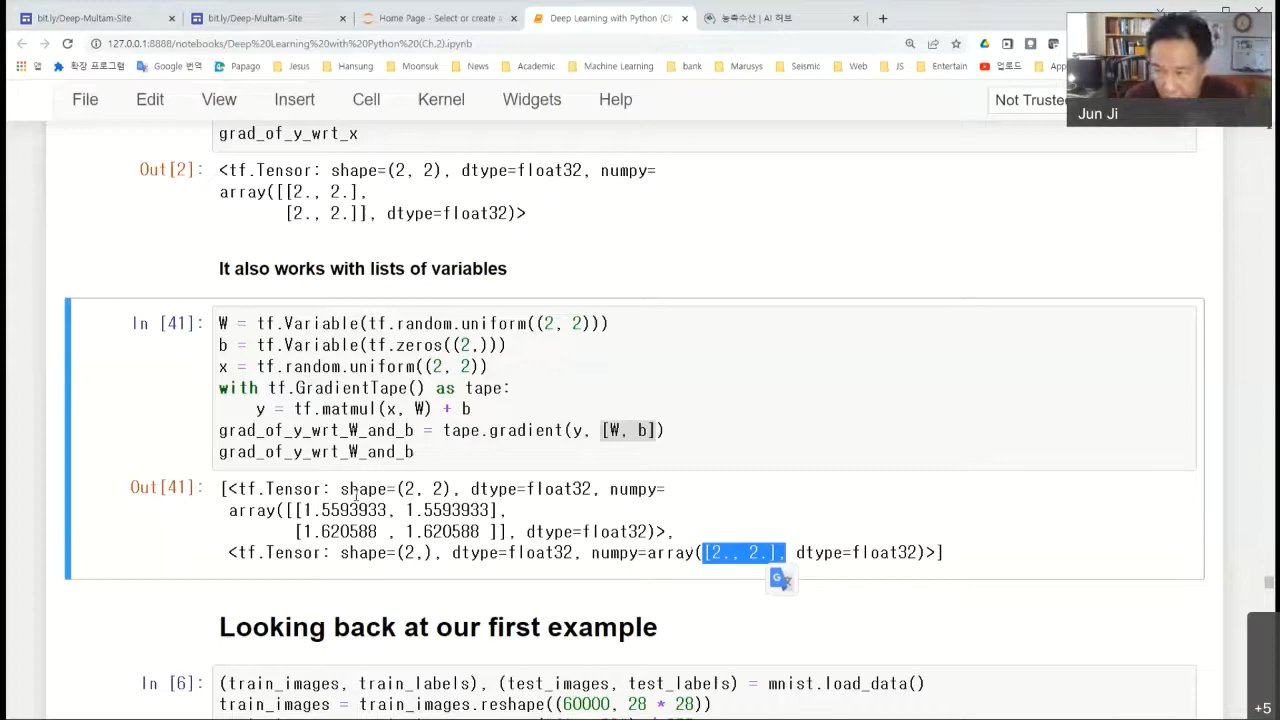 bit.ly/Deep-Multam-Site
bit.ly/Deep-Multam-Site
Home Page - Select or create a
Deep Learning with Python (Ch.
농축수산 | AI 허브
127.0.0.1:8888/notebooks/Deep%20Learning%20with%20Python%20(Ch.2).ipynb
앱
확장 프로그램
Google 번역
Papago
Jesus
Hansung
Moonsuk
News
Academic
Machine Learning
bank
Marusys
Seismic
Web
JS
Entertain
업로드
App
File
Edit
View
Insert
Cell
Kernel
Widgets
Help
Not Trusted
Jun Ji
grad_of_y_wrt_x
Out[2]: <tf.Tensor: shape=(2, 2), dtype=float32, numpy=
array([[2., 2.],
[2., 2.]], dtype=float32)>
It also works with lists of variables
In [41]: W = tf.Variable(tf.random.uniform((2, 2)))
b = tf.Variable(tf.zeros((2,)))
x = tf.random.uniform((2, 2))
with tf.GradientTape() as tape:
y = tf.matmul(x, W) + b
grad_of_y_wrt_W_and_b = tape.gradient(y, [W, b])
grad_of_y_wrt_W_and_b
Out[41]: [<tf.Tensor: shape=(2, 2), dtype=float32, numpy=
array([[1.5593933, 1.5593933],
[1.620588 , 1.620588 ]], dtype=float32)>,
<tf.Tensor: shape=(2,), dtype=float32, numpy=array([2., 2.], dtype=float32)>]
Looking back at our first example
In [6]: (train_images, train_labels), (test_images, test_labels) = mnist.load_data()
train_images = train_images.reshape((60000, 28 * 28))
+5